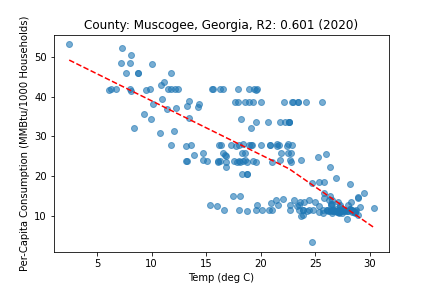 County: Muscogee, Georgia, R2: 0.601 (2020)
Per-Capita Consumption (MMBtu/1000 Households)
50
40
30
20
10
5 10 15 20 25 30
Temp (deg C)